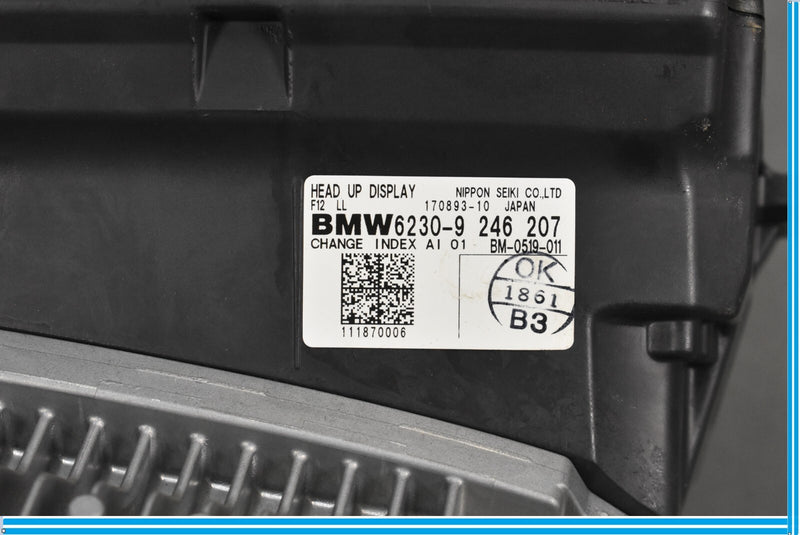 HEAD UP DISPLAY NIPPON SEIKI CO.,LTD
F12 LL 170893-10 JAPAN
BMW6230-9 246 207
CHANGE INDEX AI 01 BM-0519-011
111870006
OK
1861
B3